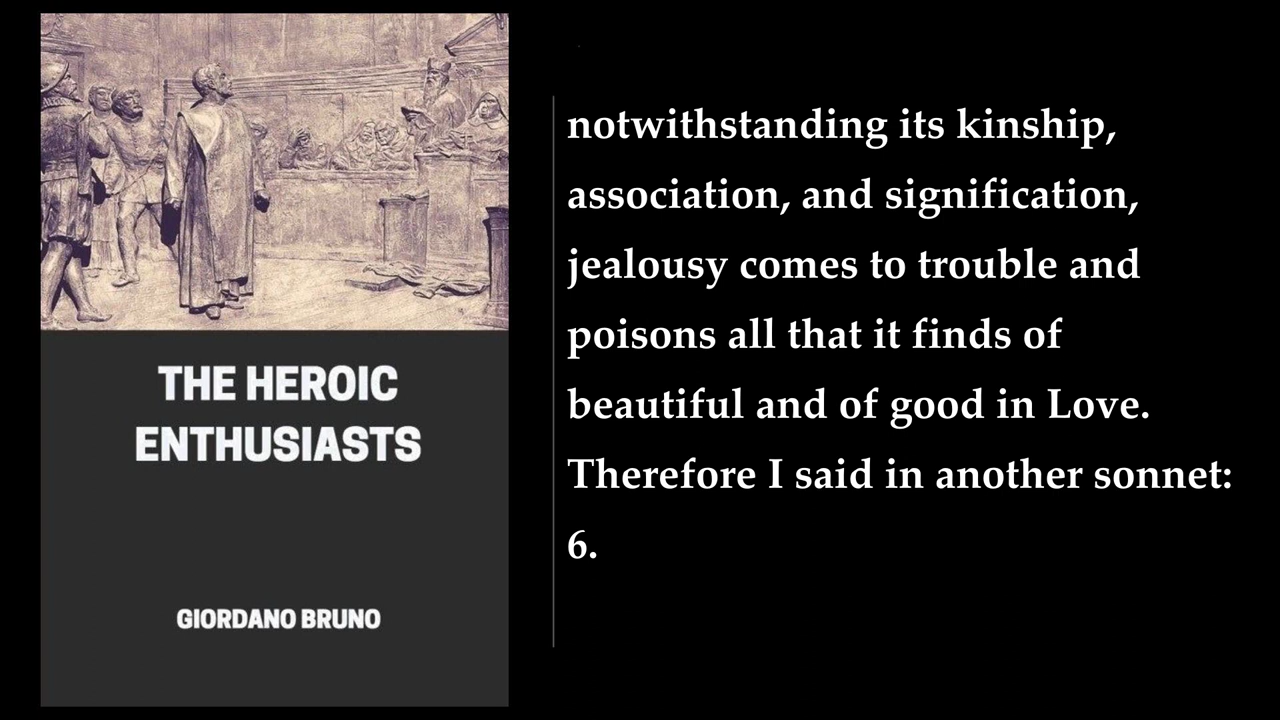 THE HEROIC
ENTHUSIASTS
GIORDANO BRUNO
notwithstanding its kinship,
association, and signification,
jealousy comes to trouble and
poisons all that it finds of
beautiful and of good in Love.
Therefore I said in another sonnet:
6.